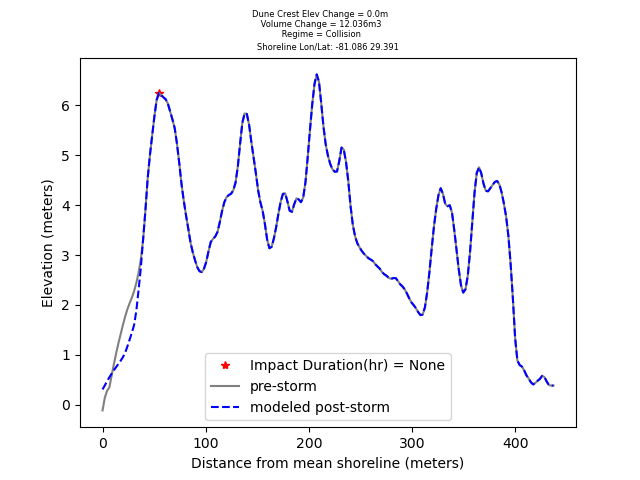 Dune Crest Elev Change = 0.0m
Volume Change = 12.036m3
Regime = Collision
Shoreline Lon/Lat: -81.086 29.391
Elevation (meters)
6
5
4
3
2
1
0
Impact Duration(hr) = None
pre-storm
modeled post-storm
0 100 200 300 400
Distance from mean shoreline (meters)